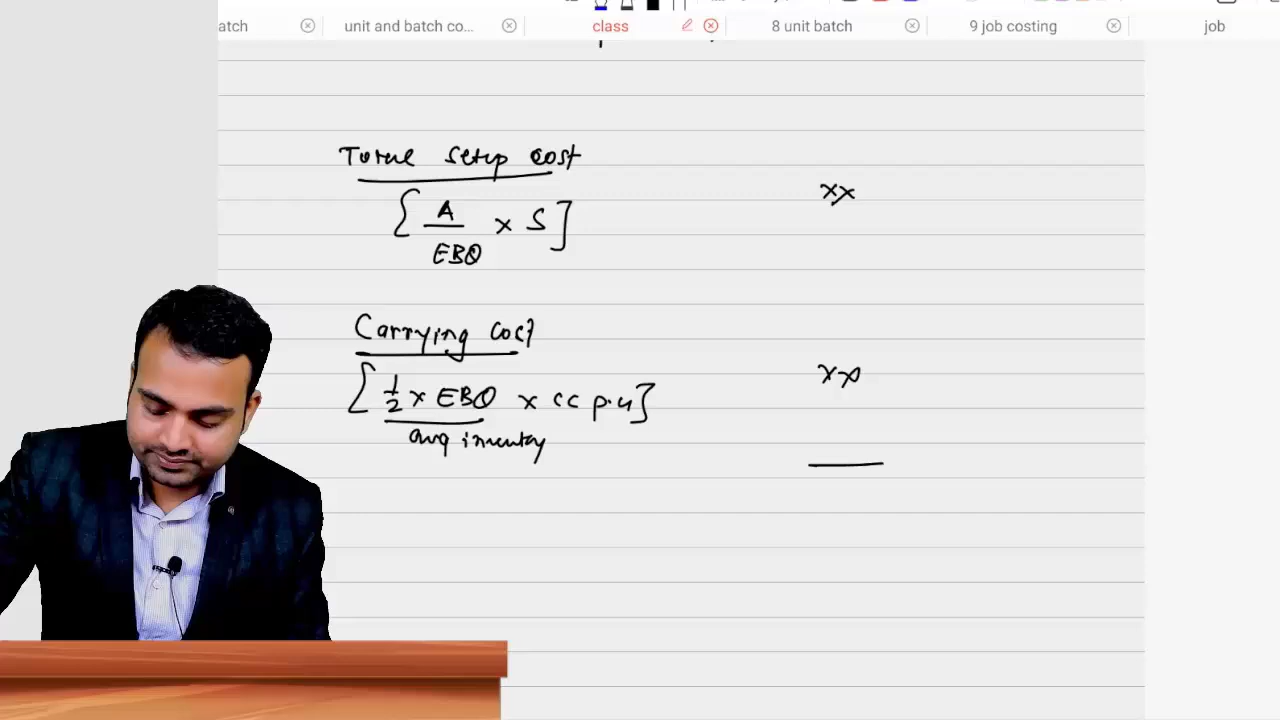 atch unit and batch co... class 8 unit batch 9 job costing job
Total Setup cost
[ A / EBQ × S ] xx
Carrying cost
[ 1/2 × EBQ × cc p.u ] xx
avg inventory